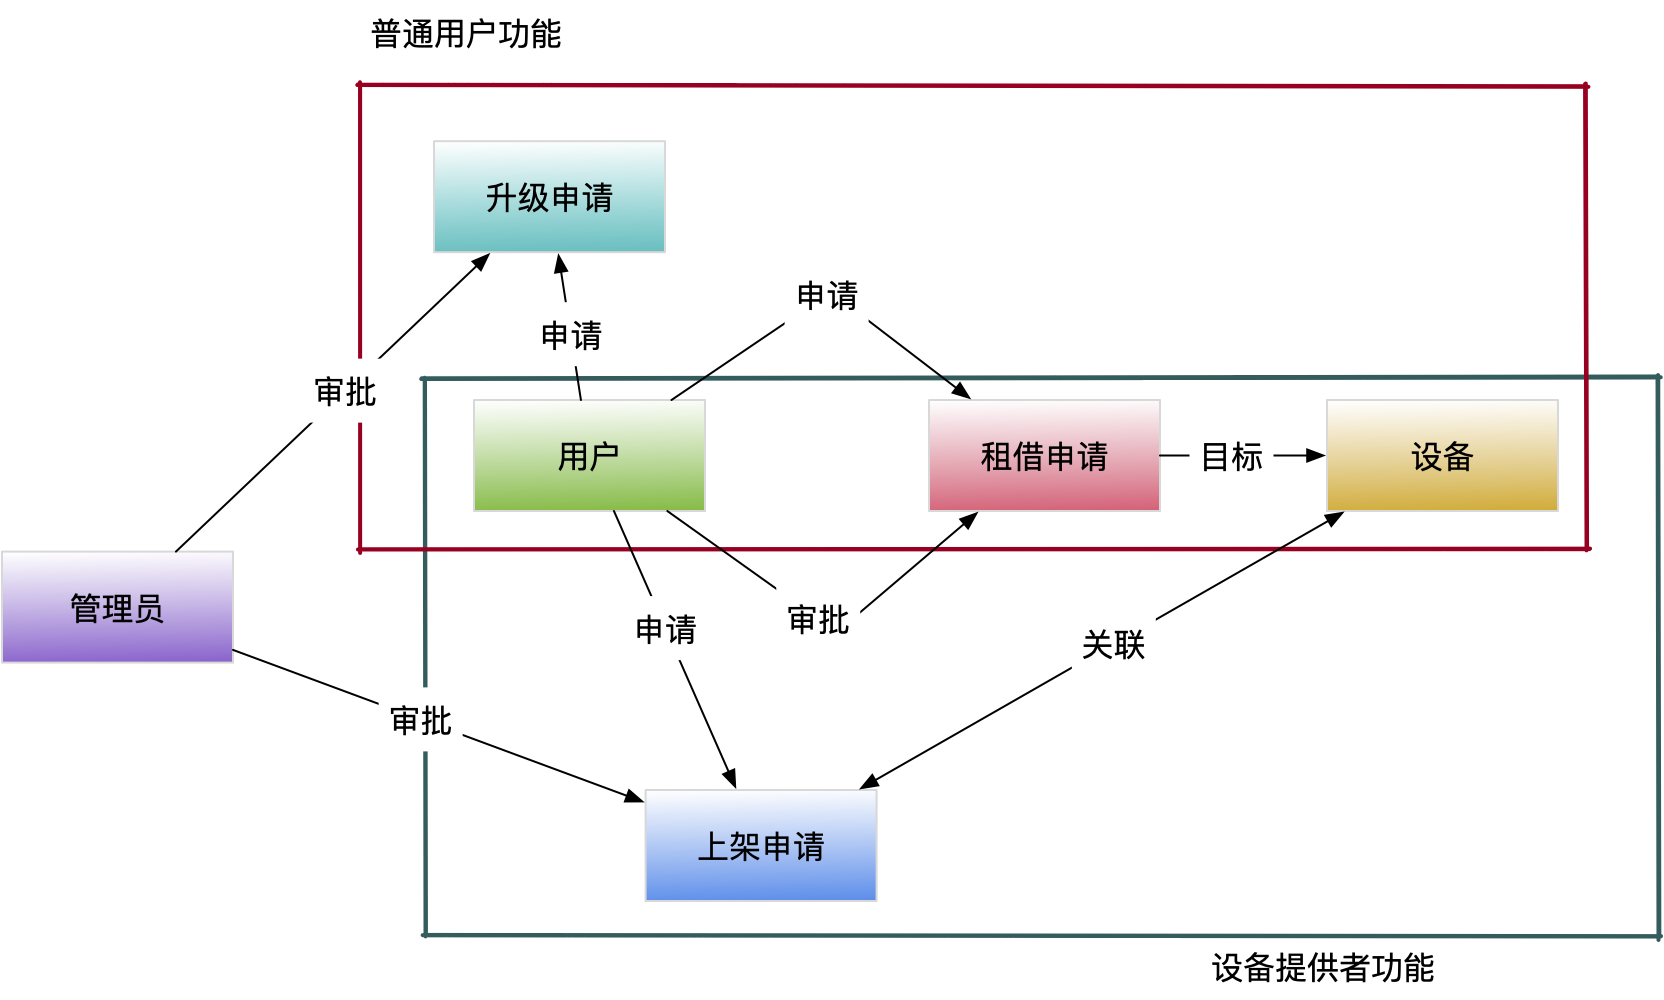 普通用户功能
升级申请
申请
申请
审批
用户
租借申请
目标
设备
管理员
申请
审批
关联
审批
上架申请
设备提供者功能